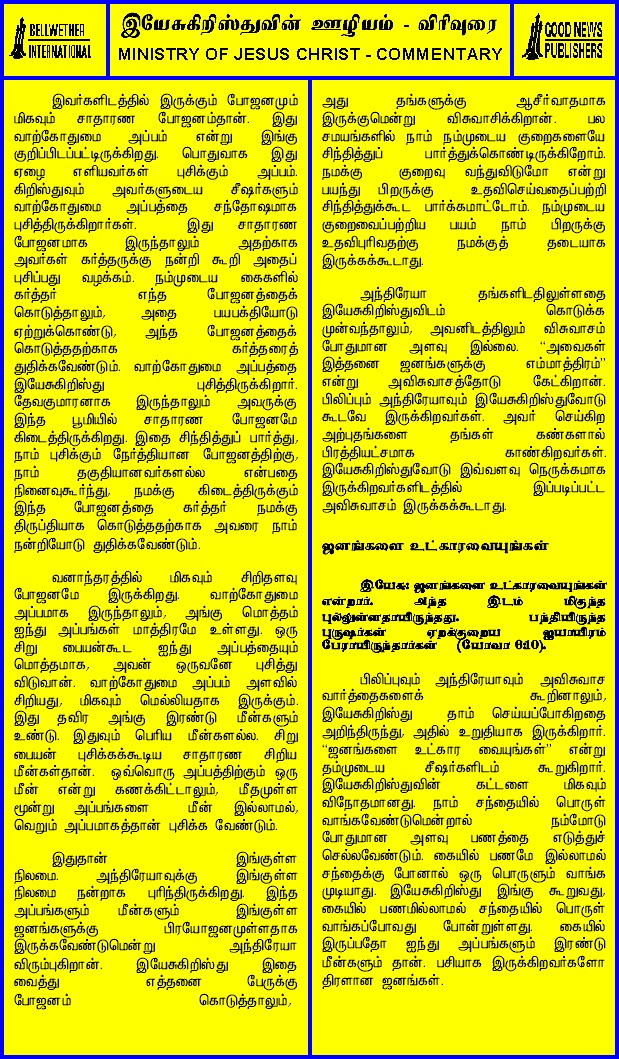 BELLWETHER
INTERNATIONAL
இயேசுகிறிஸ்துவின் ஊழியம் - விரிவுரை
MINISTRY OF JESUS CHRIST - COMMENTARY
GOOD NEWS
PUBLISHERS
இவர்களிடத்தில் இருக்கும் போஜனமும்
மிகவும் சாதாரண போஜனம்தான். இது
வாற்கோதுமை அப்பம் என்று இங்கு
குறிப்பிடப்பட்டிருக்கிறது. பொதுவாக இது
ஏழை எளியவர்கள் புசிக்கும் அப்பம்.
கிறிஸ்துவும் அவர்களுடைய சீஷர்களும்
வாற்கோதுமை அப்பத்தை சந்தோஷமாக
புசித்திருக்கிறார்கள். இது சாதாரண
போஜனமாக இருந்தாலும் அதற்காக
அவர்கள் கர்த்தருக்கு நன்றி கூறி அதைப்
புசிப்பது வழக்கம். நம்முடைய கைகளில்
கர்த்தர் எந்த போஜனத்தைக்
கொடுத்தாலும், அதை பயபக்தியோடு
ஏற்றுக்கொண்டு, அந்த போஜனத்தைக்
கொடுத்ததற்காக கர்த்தரைத்
துதிக்கவேண்டும். வாற்கோதுமை அப்பத்தை
இயேசுகிறிஸ்து புசித்திருக்கிறார்.
தேவகுமாரனாக இருந்தாலும் அவருக்கு
இந்த பூமியில் சாதாரண போஜனமே
கிடைத்திருக்கிறது. இதை சிந்தித்துப் பார்த்து,
நாம் புசிக்கும் நேர்த்தியான போஜனத்திற்கு,
நாம் தகுதியானவர்களல்ல என்பதை
நினைவுகூர்ந்து, நமக்கு கிடைத்திருக்கும்
இந்த போஜனத்தை கர்த்தர் நமக்கு
திருப்தியாக கொடுத்ததற்காக அவரை நாம்
நன்றியோடு துதிக்கவேண்டும்.
வனாந்தரத்தில் மிகவும் சிறிதளவு
போஜனமே இருக்கிறது. வாற்கோதுமை
அப்பமாக இருந்தாலும், அங்கு மொத்தம்
ஐந்து அப்பங்கள் மாத்திரமே உள்ளது. ஒரு
சிறு பையன்கூட ஐந்து அப்பத்தையும்
மொத்தமாக, அவன் ஒருவனே புசித்து
விடுவான். வாற்கோதுமை அப்பம் அளவில்
சிறியது, மிகவும் மெல்லியதாக இருக்கும்.
இது தவிர அங்கு இரண்டு மீன்களும்
உண்டு. இதுவும் பெரிய மீன்களல்ல. சிறு
பையன் புசிக்கக்கூடிய சாதாரண சிறிய
மீன்கள்தான். ஒவ்வொரு அப்பத்திற்கும் ஒரு
மீன் என்று கணக்கிட்டாலும், மீதமுள்ள
மூன்று அப்பங்களை மீன் இல்லாமல்,
வெறும் அப்பமாகத்தான் புசிக்க வேண்டும்.
இதுதான் இங்குள்ள
நிலமை. அந்திரேயாவுக்கு இங்குள்ள
நிலமை நன்றாக புரிந்திருக்கிறது. இந்த
அப்பங்களும் மீன்களும் இங்குள்ள
ஜனங்களுக்கு பிரயோஜனமுள்ளதாக
இருக்கவேண்டுமென்று அந்திரேயா
விரும்புகிறான். இயேசுகிறிஸ்து இதை
வைத்து எத்தனை பேருக்கு
போஜனம் கொடுத்தாலும்,
அது தங்களுக்கு ஆசீர்வாதமாக
இருக்குமென்று விசுவாசிக்கிறான். பல
சமயங்களில் நாம் நம்முடைய குறைகளையே
சிந்தித்துப் பார்த்துக்கொண்டிருக்கிறோம்.
நமக்கு குறைவு வந்துவிடுமோ என்று
பயந்து பிறருக்கு உதவிசெய்வதைப்பற்றி
சிந்தித்துக்கூட பார்க்கமாட்டோம். நம்முடைய
குறைவைப்பற்றிய பயம் நாம் பிறருக்கு
உதவிபுரிவதற்கு நமக்குத் தடையாக
இருக்கக்கூடாது.
அந்திரேயா தங்களிடதிலுள்ளதை
இயேசுகிறிஸ்துவிடம் கொடுக்க
முன்வந்தாலும், அவனிடத்திலும் விசுவாசம்
போதுமான அளவு இல்லை. “அவைகள்
இத்தனை ஜனங்களுக்கு எம்மாத்திரம்”
என்று அவிசுவாசத்தோடு கேட்கிறான்.
பிலிப்பும் அந்திரேயாவும் இயேசுகிறிஸ்துவோடு
கூடவே இருக்கிறவர்கள். அவர் செய்கிற
அற்புதங்களை தங்கள் கண்களால்
பிரத்தியட்சமாக காண்கிறவர்கள்.
இயேசுகிறிஸ்துவோடு இவ்வளவு நெருக்கமாக
இருக்கிறவர்களிடத்தில் இப்படிப்பட்ட
அவிசுவாசம் இருக்கக்கூடாது.
ஜனங்களை உட்காரவையுங்கள்
இயேசு: ஜனங்களை உட்காரவையுங்கள்
என்றார். அந்த இடம் மிகுந்த
புல்லுள்ளதாயிருந்தது. பந்தியிருந்த
புருஷர்கள் ஏறக்குறைய ஐயாயிரம்
பேராயிருந்தார்கள் (யோவா 6:10).
பிலிப்புவும் அந்திரேயாவும் அவிசுவாச
வார்த்தைகளைக் கூறினாலும்,
இயேசுகிறிஸ்து தாம் செய்யப்போகிறதை
அறிந்திருந்து, அதில் உறுதியாக இருக்கிறார்.
“ஜனங்களை உட்கார வையுங்கள்” என்று
தம்முடைய சீஷர்களிடம் கூறுகிறார்.
இயேசுகிறிஸ்துவின் கட்டளை மிகவும்
விநோதமானது. நாம் சந்தையில் பொருள்
வாங்கவேண்டுமென்றால் நம்மோடு
போதுமான அளவு பணத்தை எடுத்துச்
செல்லவேண்டும். கையில் பணமே இல்லாமல்
சந்தைக்கு போனால் ஒரு பொருளும் வாங்க
முடியாது. இயேசுகிறிஸ்து இங்கு கூறுவது,
கையில் பணமில்லாமல் சந்தையில் பொருள்
வாங்கப்போவது போன்றுள்ளது. கையில்
இருப்பதோ ஐந்து அப்பங்களும் இரண்டு
மீன்களும் தான். பசியாக இருக்கிறவர்களோ
திரளான ஜனங்கள்.